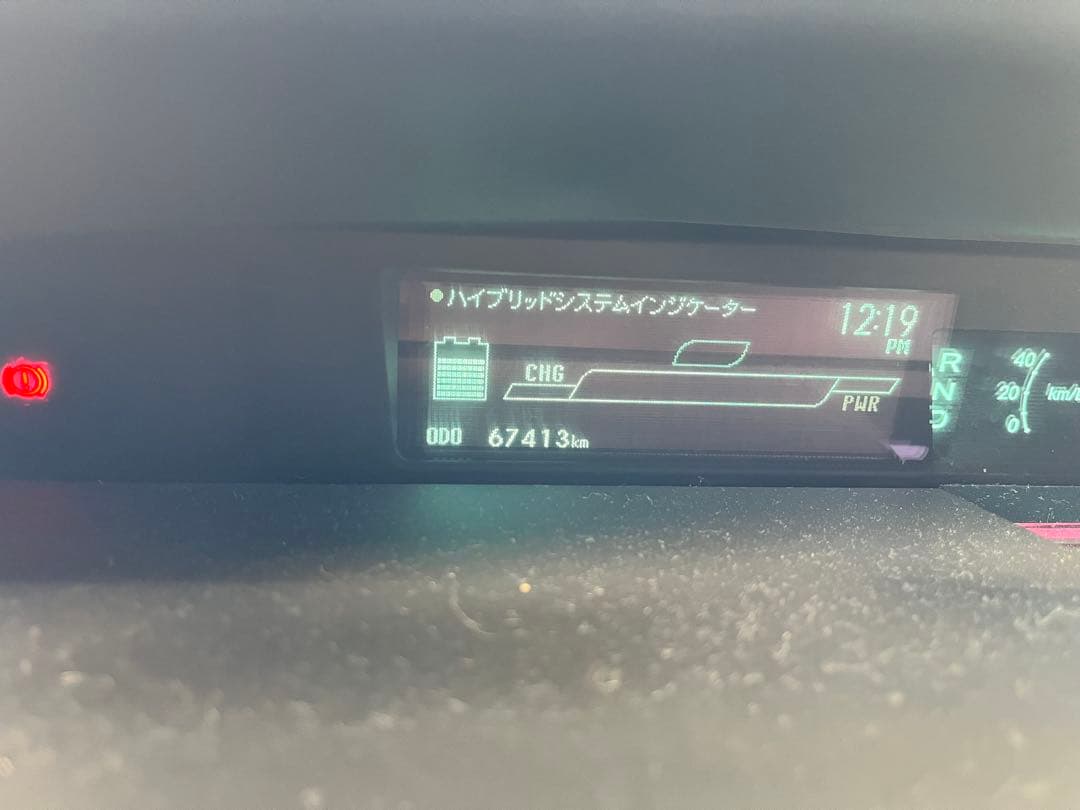 ●ハイブリッドシステムインジケーター
12:19
PM
CHG
PWR
ODO 67413km
R
N
D
40
20
0
km/L